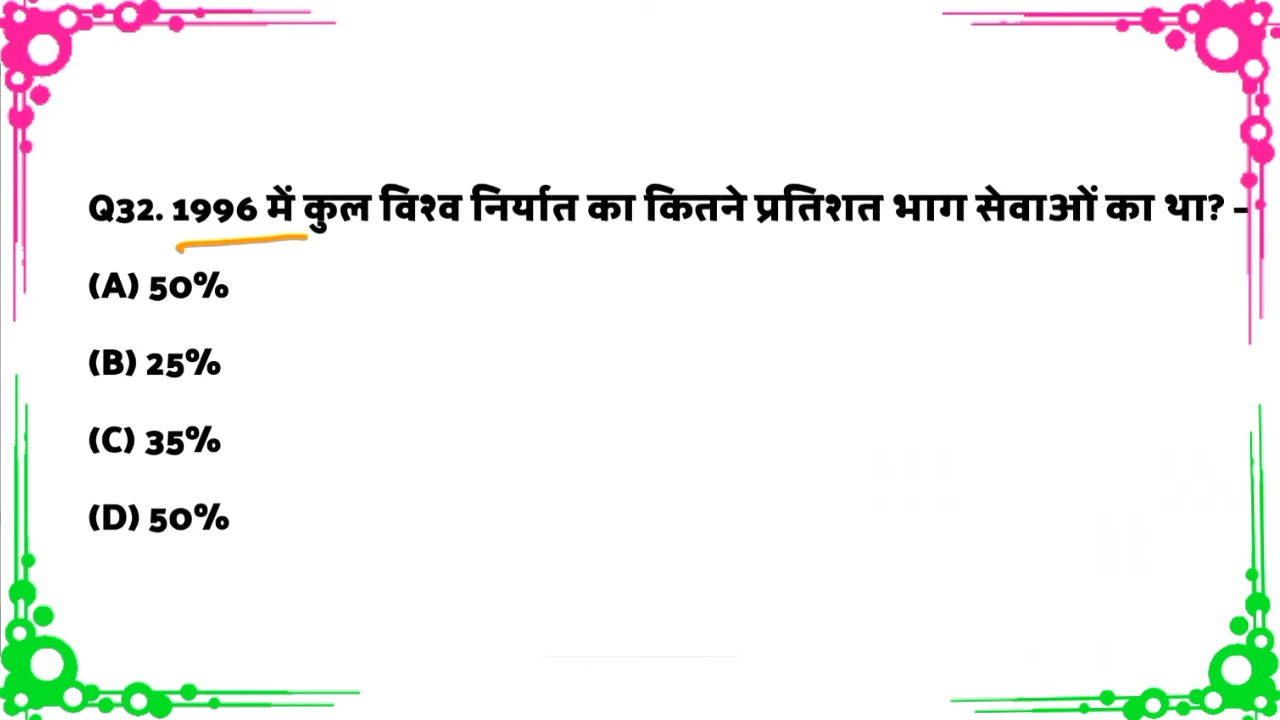 Q32. 1996 में कुल विश्व निर्यात का कितने प्रतिशत भाग सेवाओं का था? –
(A) 50%
(B) 25%
(C) 35%
(D) 50%